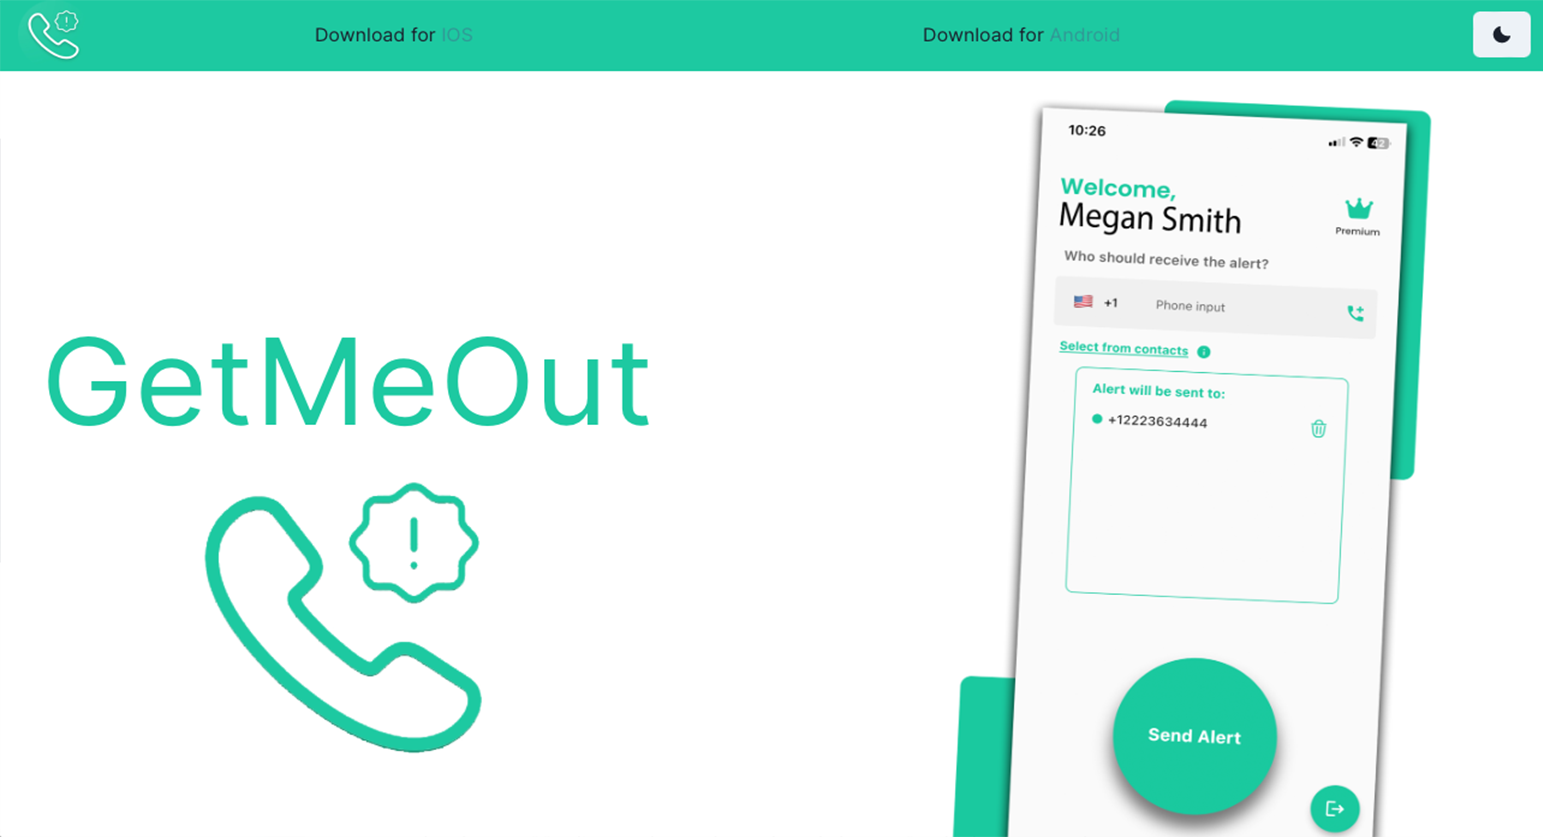 Download for IOS
Download for Android
GetMeOut
10:26
42
Welcome,
Megan Smith
Premium
Who should receive the alert?
+1 Phone input
Select from contacts
Alert will be sent to:
+12223634444
Send Alert